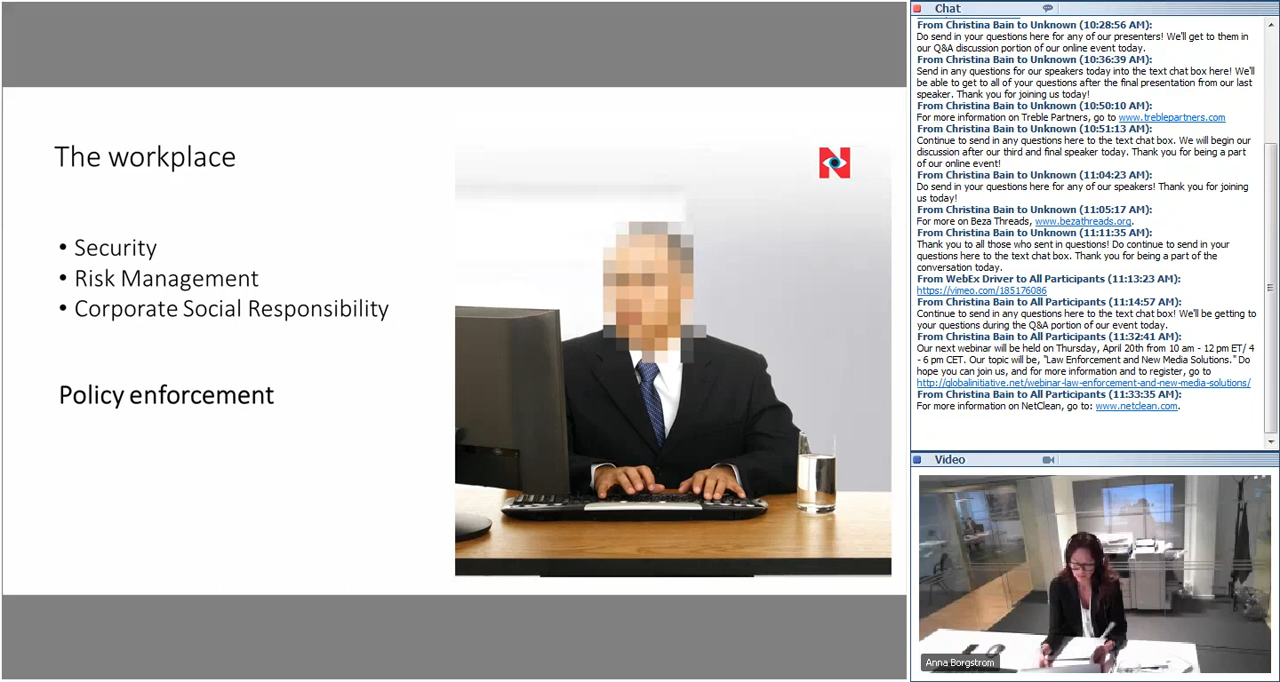 The workplace
• Security
• Risk Management
• Corporate Social Responsibility
Policy enforcement
N
Chat
From Christina Bain to Unknown (10:28:56 AM):
Do send in your questions here for any of our presenters! We'll get to them in
our Q&A discussion portion of our online event today.
From Christina Bain to Unknown (10:36:39 AM):
Send in any questions for our speakers today into the text chat box here! We'll
be able to get to all of your questions after the final presentation from our last
speaker. Thank you for joining us today!
From Christina Bain to Unknown (10:50:10 AM):
For more information on Treble Partners, go to www.treblepartners.com
From Christina Bain to Unknown (10:51:13 AM):
Continue to send in any questions here to the text chat box. We will begin our
discussion after our third and final speaker today. Thank you for being a part
of our online event!
From Christina Bain to Unknown (11:04:23 AM):
Do send in your questions here for any of our speakers! Thank you for joining
us today!
From Christina Bain to Unknown (11:05:17 AM):
For more on Beza Threads, www.bezathreads.org.
From Christina Bain to Unknown (11:11:35 AM):
Thank you to all those who sent in questions! Do continue to send in your
questions here to the text chat box. Thank you for being a part of the
conversation today.
From WebEx Driver to All Participants (11:13:23 AM):
https://vimeo.com/185176086
From Christina Bain to All Participants (11:14:57 AM):
Continue to send in any questions here to the text chat box. We'll be getting to
your questions during the Q&A portion of our event today.
From Christina Bain to All Participants (11:32:41 AM):
Our next webinar will be held on Thursday, April 20th from 10 am - 12 pm ET/ 4
- 6 pm CET. Our topic will be, "Law Enforcement and New Media Solutions." Do
hope you can join us, and for more information and to register, go to
http://globalinitiative.net/webinar-law-enforcement-and-new-media-solutions/
From Christina Bain to All Participants (11:33:35 AM):
For more information on NetClean, go to: www.netclean.com.
Video
Anna Borgstrom